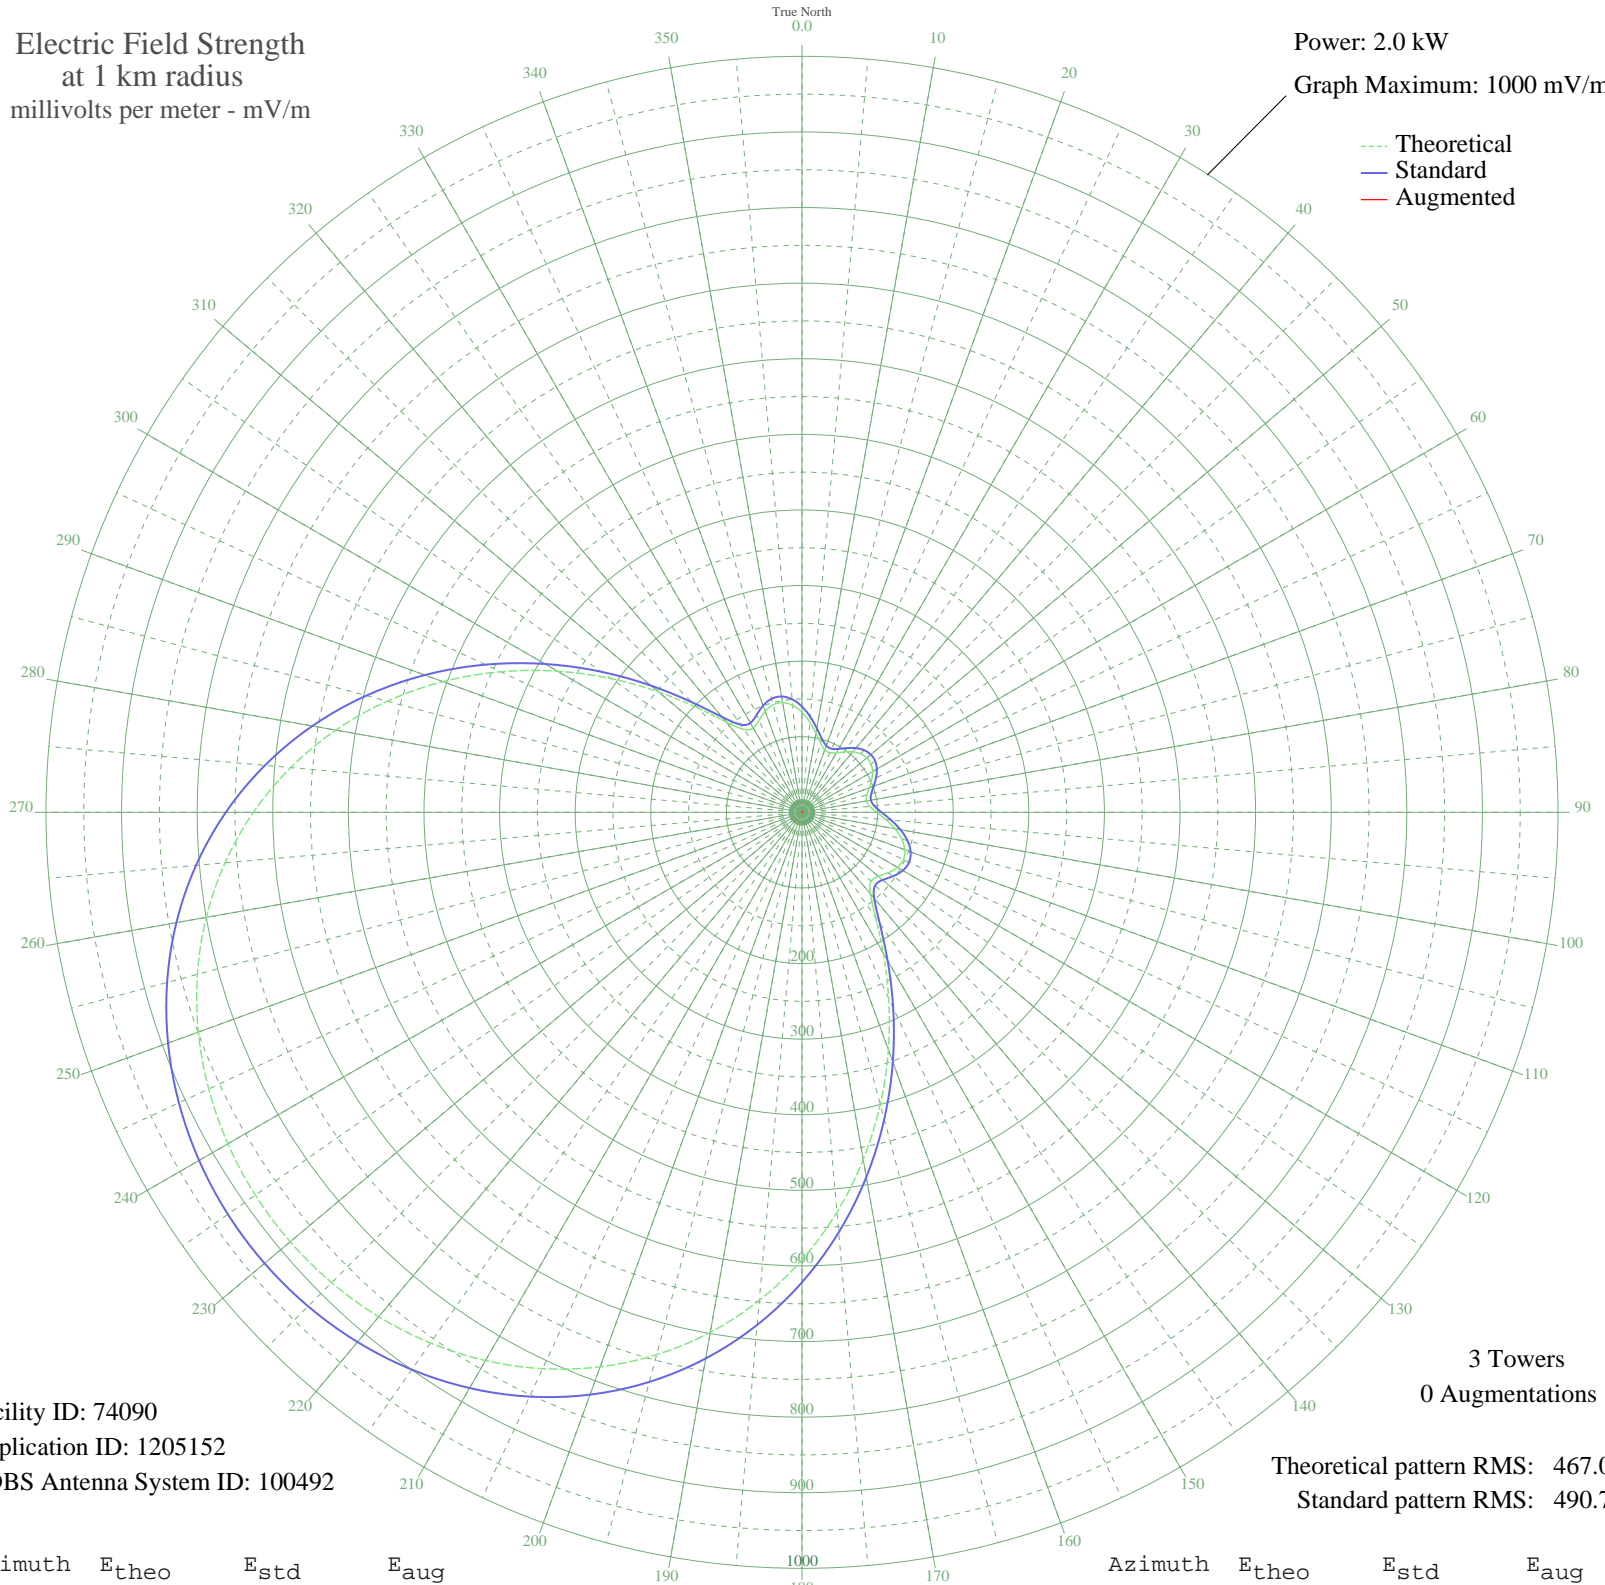 True North
0.0
Electric Field Strength
at 1 km radius
millivolts per meter - mV/m
Power: 2.0 kW
Graph Maximum: 1000 mV/m
Theoretical
Standard
Augmented
350
10
340
20
330
30
320
40
310
50
300
60
290
70
280
80
270
90
260
100
250
110
240
120
230
130
220
140
210
150
200
160
190
170
200
300
400
500
600
700
800
900
1000
3 Towers
0 Augmentations
cility ID: 74090
plication ID: 1205152
DBS Antenna System ID: 100492
Theoretical pattern RMS: 467.0
Standard pattern RMS: 490.7
imuth Etheo Estd Eaug
Azimuth Etheo Estd Eaug